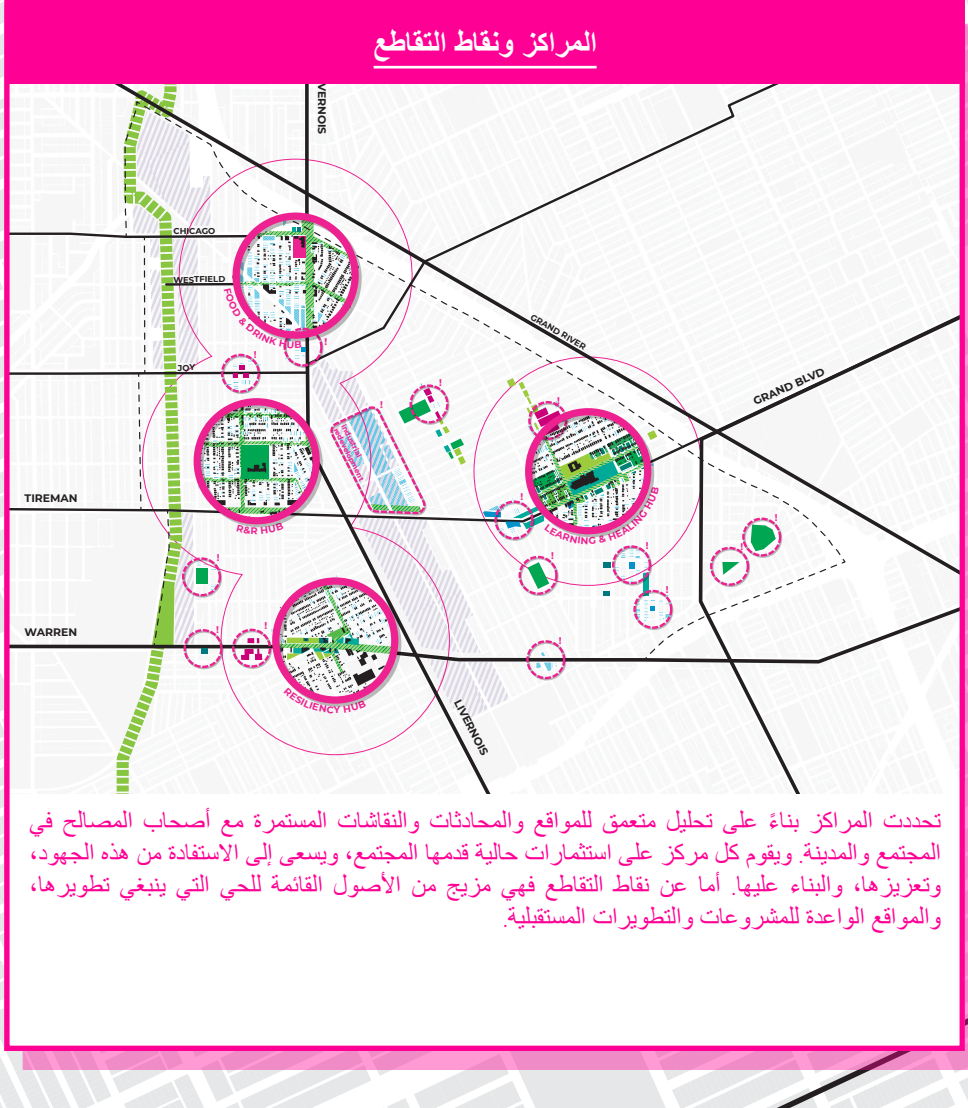 المراكز ونقاط التقاطع
VERNOIS
CHICAGO
WESTFIELD
FOOD & DRINK HUB
!
!
JOY
GRAND RIVER
GRAND BLVD
!
!
!
Industrial
redevelopment
TIREMAN
R&R HUB
LEARNING & HEALING HUB
!
!
!
!
!
!
!
WARREN
!
!
!
RESILIENCY HUB
LIVERNOIS
تحددت المراكز بناءً على تحليل متعمق للمواقع والمحادثات والنقاشات المستمرة مع أصحاب المصالح في
المجتمع والمدينة. ويقوم كل مركز على استثمارات حالية قدمها المجتمع، ويسعى إلى الاستفادة من هذه الجهود،
وتعزيزها، والبناء عليها. أما عن نقاط التقاطع فهي مزيج من الأصول القائمة للحي التي ينبغي تطويرها،
والمواقع الواعدة للمشروعات والتطويرات المستقبلية.